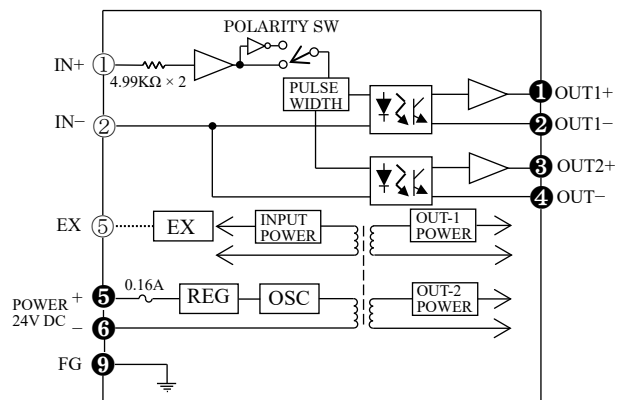 POLARITY SW
IN+ ①
4.99KΩ × 2
PULSE
WIDTH
❶ OUT1+
IN− ②
❷ OUT1−
❸ OUT2+
❹ OUT−
EX ⑤
EX
INPUT
POWER
OUT-1
POWER
POWER
24V DC
+ ❺
0.16A
REG
OSC
OUT-2
POWER
− ❻
FG ❾